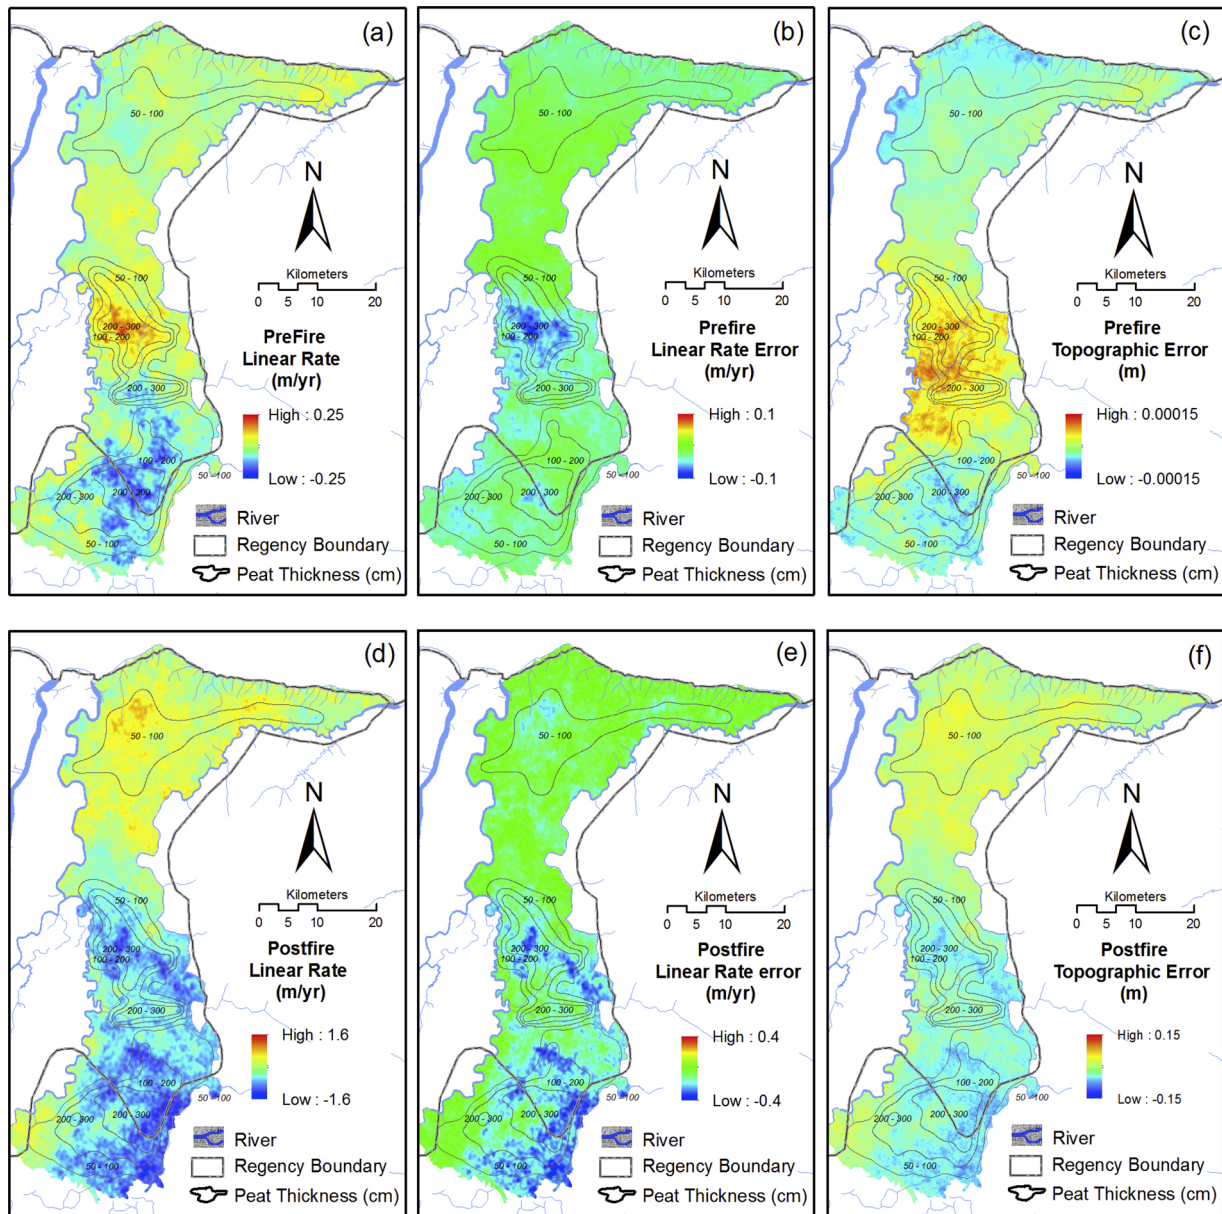 (a)
50 - 100
N
Kilometers
0 5 10 20
50 - 100
200 - 300
100 - 200
PreFire
Linear Rate
(m/yr)
200 - 300
High : 0.25
100 - 200
Low : -0.25
50 - 100
200 - 300
200 - 300
River
50 - 100
Regency Boundary
Peat Thickness (cm)
(b)
50 - 100
N
Kilometers
0 5 10 20
50 - 100
200 - 300
100 - 200
Prefire
Linear Rate Error
(m/yr)
200 - 300
High : 0.1
100 - 200
Low : -0.1
50 - 100
200 - 300
200 - 300
River
50 - 100
Regency Boundary
Peat Thickness (cm)
(c)
50 - 100
N
Kilometers
0 5 10 20
50 - 100
200 - 300
100 - 200
Prefire
Topographic Error
(m)
200 - 300
High : 0.00015
100 - 200
Low : -0.00015
50 - 100
200 - 300
200 - 300
River
50 - 100
Regency Boundary
Peat Thickness (cm)
(d)
50 - 100
N
Kilometers
0 5 10 20
50 - 100
200 - 300
100 - 200
Postfire
Linear Rate
(m/yr)
200 - 300
High : 1.6
100 - 200
Low : -1.6
50 - 100
200 - 300
200 - 300
River
50 - 100
Regency Boundary
Peat Thickness (cm)
(e)
50 - 100
N
Kilometers
0 5 10 20
50 - 100
200 - 300
100 - 200
Postfire
Linear Rate error
(m/yr)
200 - 300
High : 0.4
100 - 200
Low : -0.4
50 - 100
200 - 300
200 - 300
River
50 - 100
Regency Boundary
Peat Thickness (cm)
(f)
50 - 100
N
Kilometers
0 5 10 20
50 - 100
200 - 300
100 - 200
Postfire
Topographic Error
(m)
200 - 300
High : 0.15
100 - 200
Low : -0.15
50 - 100
200 - 300
200 - 300
River
50 - 100
Regency Boundary
Peat Thickness (cm)